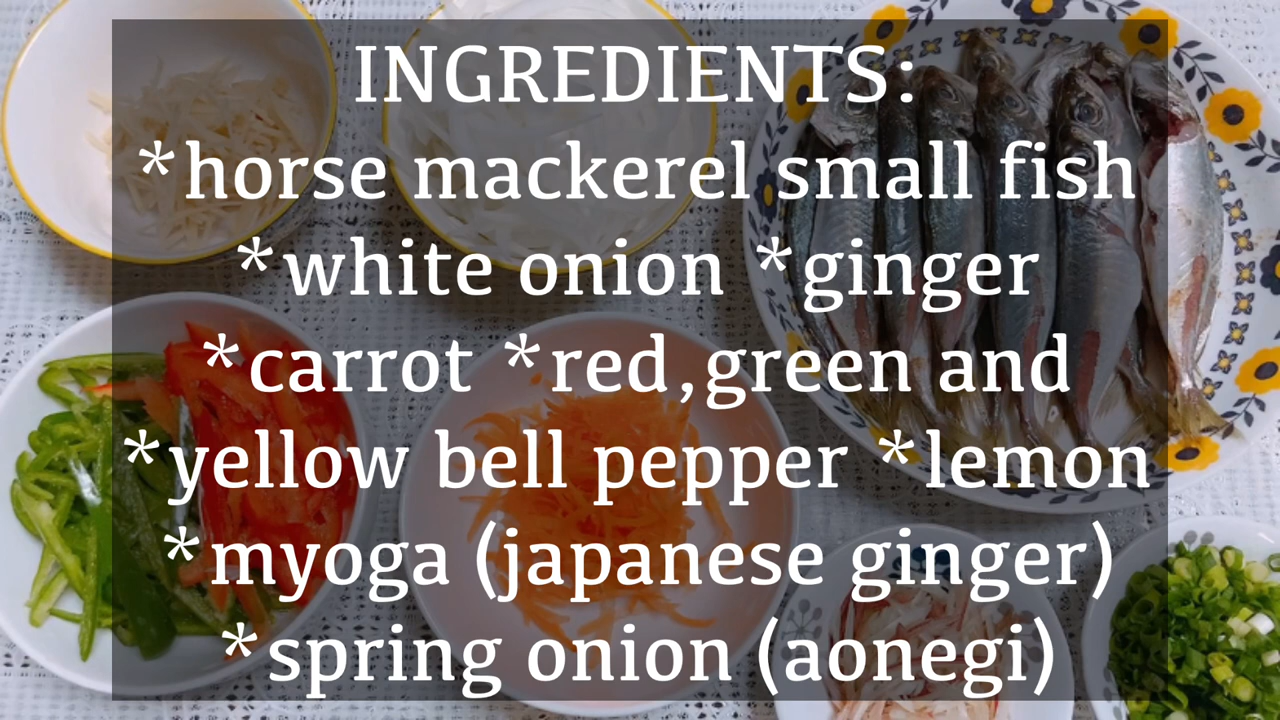 INGREDIENTS:
*horse mackerel small fish
*white onion *ginger
*carrot *red,green and
*yellow bell pepper *lemon
*myoga (japanese ginger)
*spring onion (aonegi)